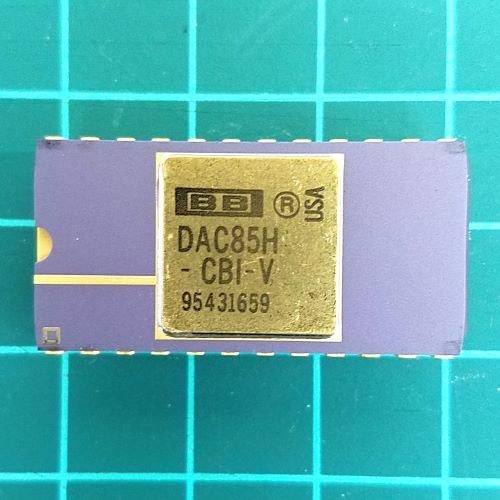 BB ® USA
DAC85H
- CBI-V
95431659